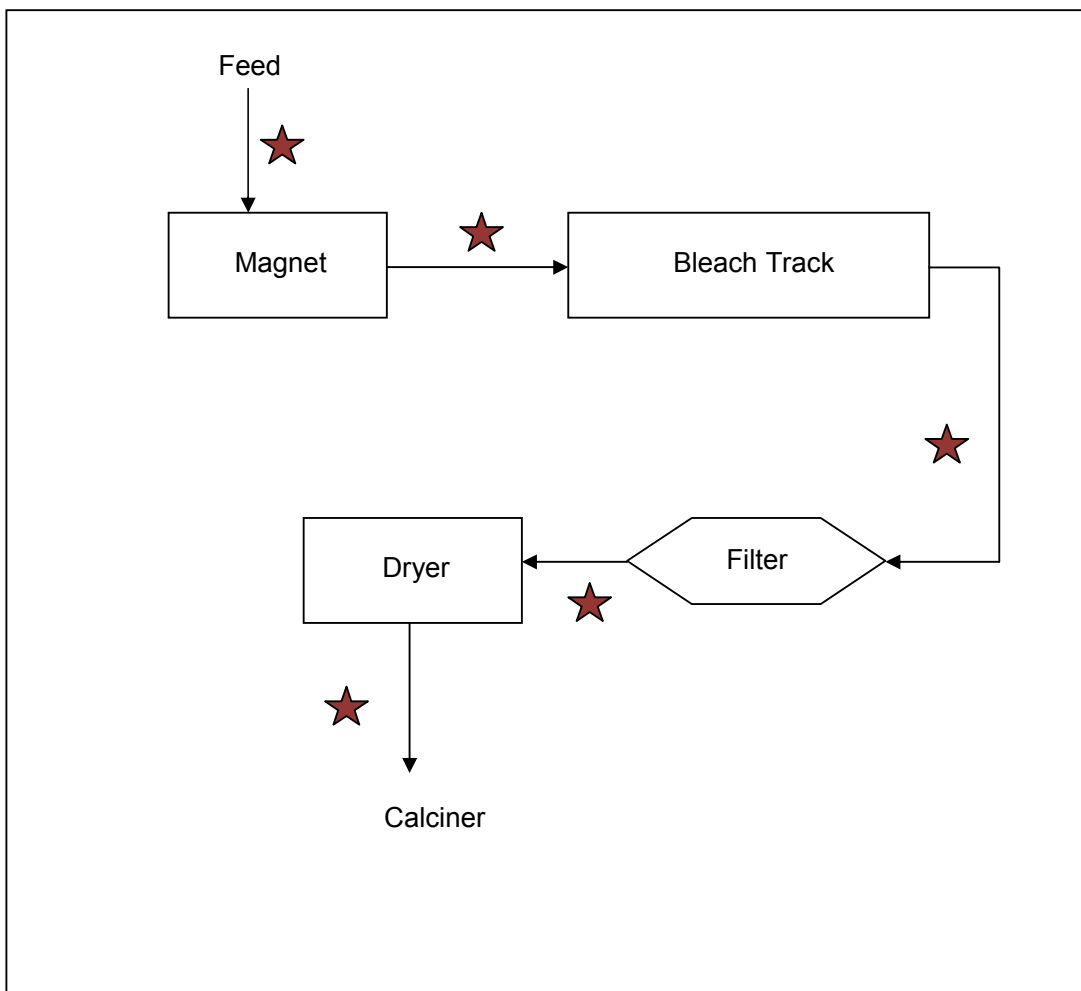 Feed
Magnet
Bleach Track
Filter
Dryer
Calciner